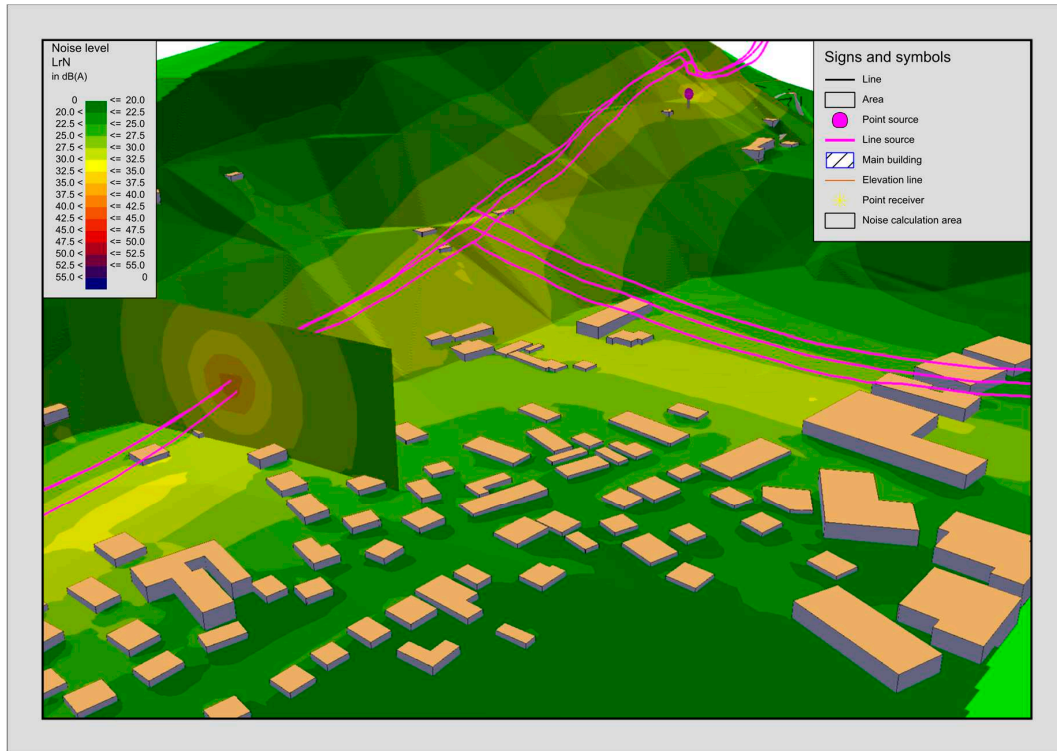 Noise level
LrN
in dB(A)
0 <= 20.0
20.0 < <= 22.5
22.5 < <= 25.0
25.0 < <= 27.5
27.5 < <= 30.0
30.0 < <= 32.5
32.5 < <= 35.0
35.0 < <= 37.5
37.5 < <= 40.0
40.0 < <= 42.5
42.5 < <= 45.0
45.0 < <= 47.5
47.5 < <= 50.0
50.0 < <= 52.5
52.5 < <= 55.0
55.0 < 0
Signs and symbols
Line
Area
Point source
Line source
Main building
Elevation line
Point receiver
Noise calculation area